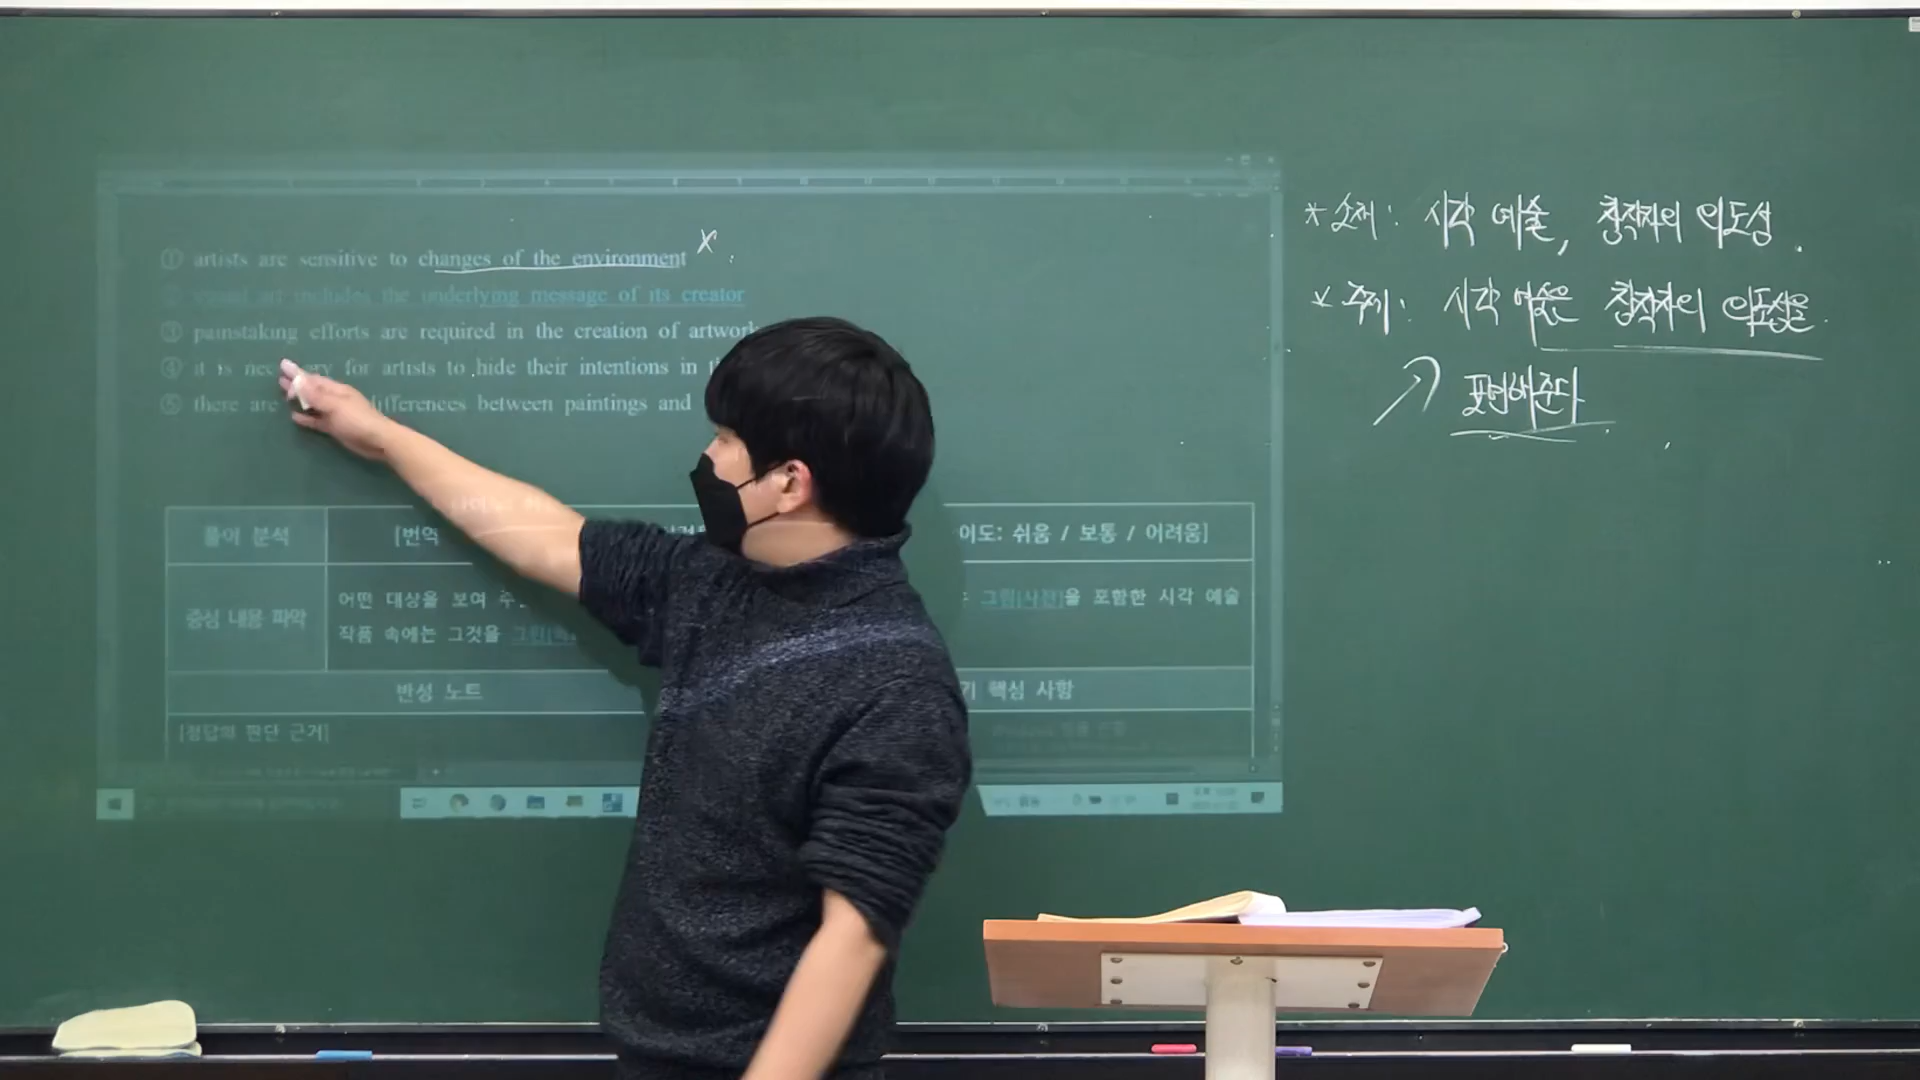 ① artists are sensitive to changes of the environment X
② visual art includes the underlying message of its creator
③ painstaking efforts are required in the creation of artwork
④ it is for artists to hide their intentions in
⑤ there are differences between paintings and
풀이 분석 [번역 이도: 쉬움 / 보통 / 어려움]
중심 내용 파악
어떤 대상을 보여 그림[사진]을 포함한 시각 예술
작품 속에는 그것을
반성 노트 핵심 사항
[정답의 판단 근거]
* 소재 : 시각 예술, 창작자의 의도성.
* 주제 : 시각 예술은 창작자의 의도성을
표현해준다